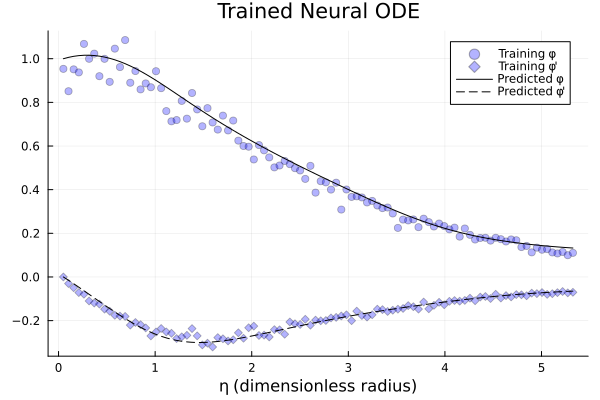 Trained Neural ODE
Training φ
Training φ'
Predicted φ
Predicted φ'
1.0
0.8
0.6
0.4
0.2
0.0
−0.2
0 1 2 3 4 5
η (dimensionless radius)